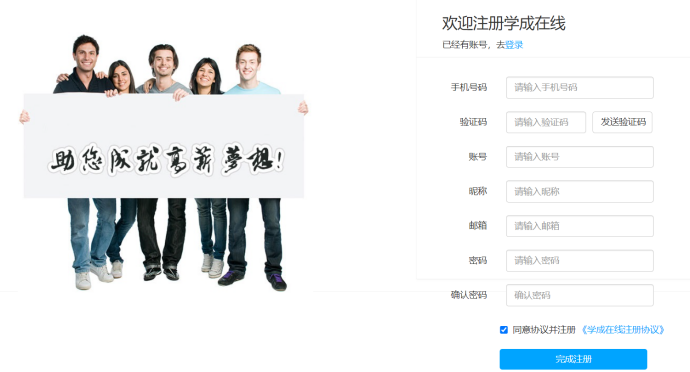 助您成就高薪夢想!
欢迎注册学成在线
已经有账号，去登录
手机号码 请输入手机号码
验证码 请输入验证码 发送验证码
账号 请输入账号
昵称 请输入昵称
邮箱 请输入邮箱
密码 请输入密码
确认密码 确认密码
同意协议并注册 《学成在线注册协议》
完成注册